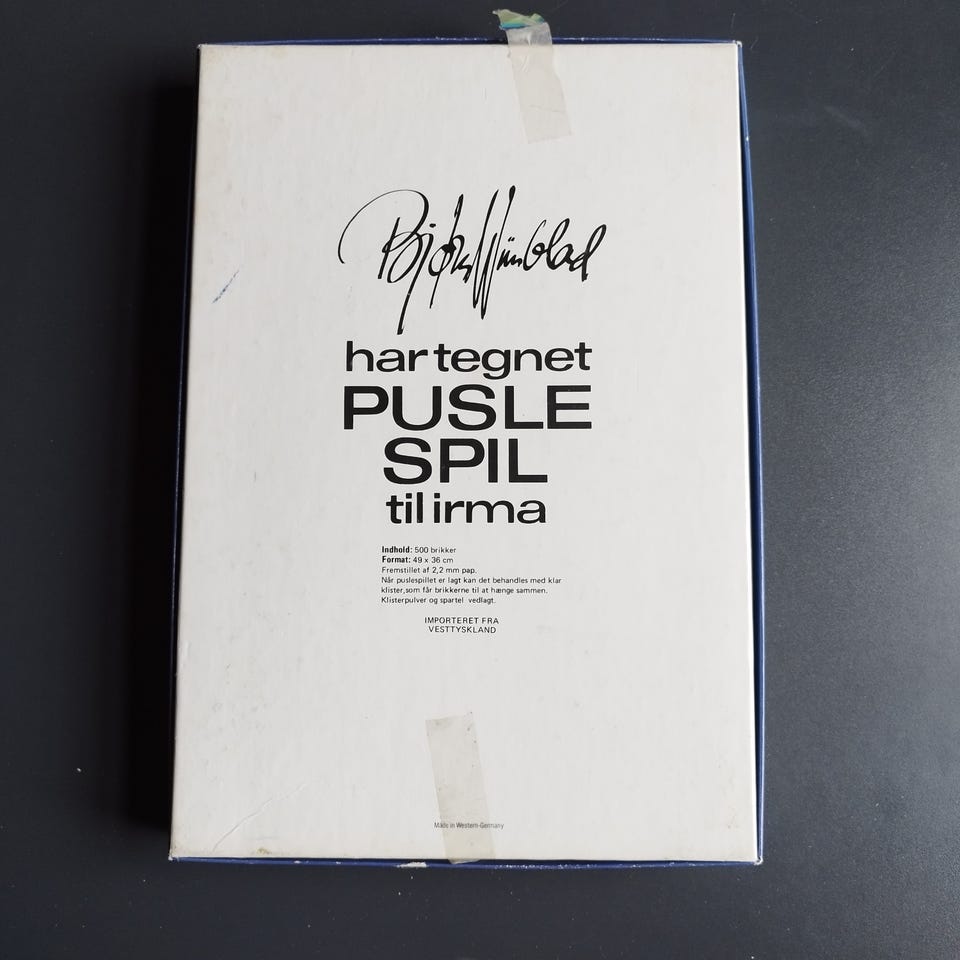 Bjørn Wiinblad
har tegnet
PUSLE
SPIL
til irma
Indhold: 500 brikker
Format: 49 x 36 cm
Fremstillet af 2,2 mm pap.
Når puslespillet er lagt kan det behandles med klar
klister,som får brikkerne til at hænge sammen.
Klisterpulver og spartel vedlagt.
IMPORTERET FRA
VESTTYSKLAND
Made in Western-Germany